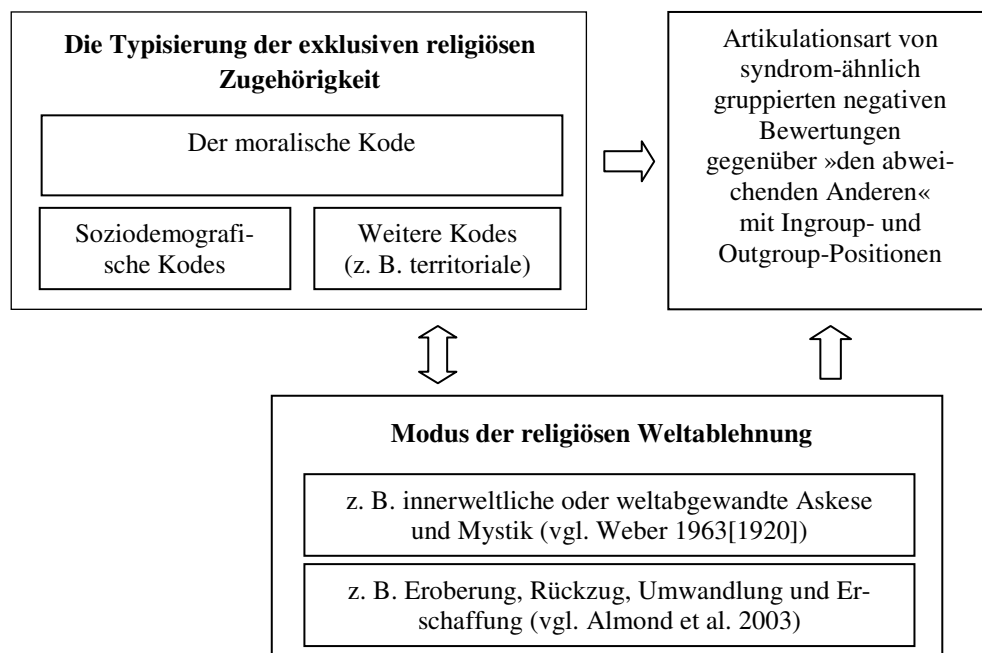 Die Typisierung der exklusiven religiösen
Zugehörigkeit
Der moralische Kode
Soziodemografi-
sche Kodes
Weitere Kodes
(z. B. territoriale)
Artikulationsart von
syndrom-ähnlich
gruppierten negativen
Bewertungen
gegenüber »den abwei-
chenden Anderen«
mit Ingroup- und
Outgroup-Positionen
Modus der religiösen Weltablehnung
z. B. innerweltliche oder weltabgewandte Askese
und Mystik (vgl. Weber 1963[1920])
z. B. Eroberung, Rückzug, Umwandlung und Er-
schaffung (vgl. Almond et al. 2003)